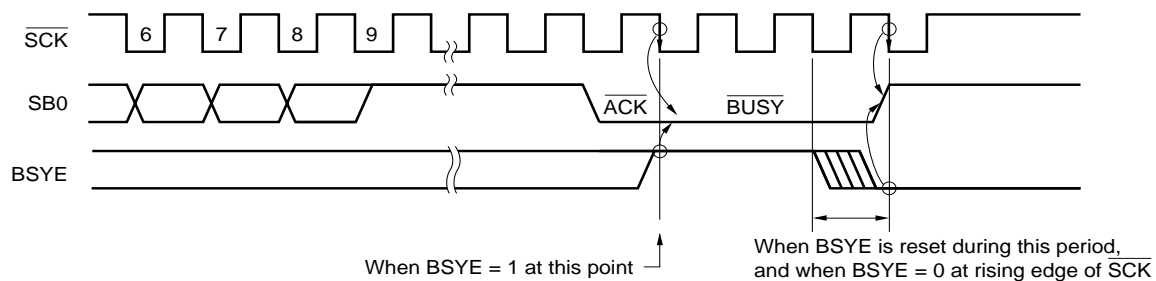 SCK 6 7 8 9
SB0 ACK BUSY
BSYE
When BSYE = 1 at this point
When BSYE is reset during this period,
and when BSYE = 0 at rising edge of SCK